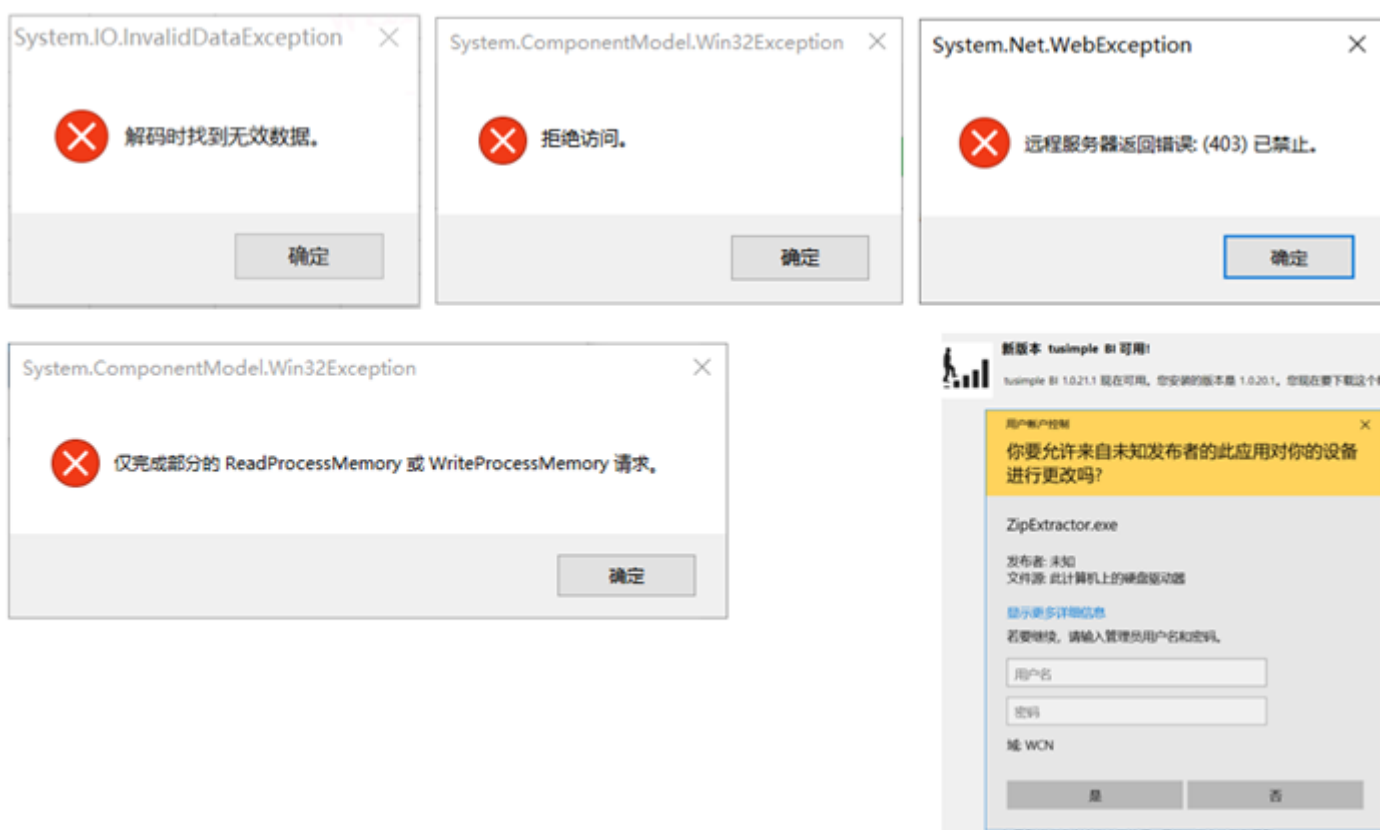 System.IO.InvalidDataException
解码时找到无效数据。
确定
System.ComponentModel.Win32Exception
拒绝访问。
确定
System.Net.WebException
远程服务器返回错误: (403) 已禁止。
确定
System.ComponentModel.Win32Exception
仅完成部分的 ReadProcessMemory 或 WriteProcessMemory 请求。
确定
新版本 tusimple BI 可用!
tusimple BI 1.0.21.1 现在可用。您安装的版本是 1.0.20.1。您现在要下载这个
用户帐户控制
你要允许来自未知发布者的此应用对你的设备
进行更改吗?
ZipExtractor.exe
发布者: 未知
文件源: 此计算机上的硬盘驱动器
显示更多详细信息
若要继续，请输入管理员用户名和密码。
用户名
密码
域: WCN
是
否